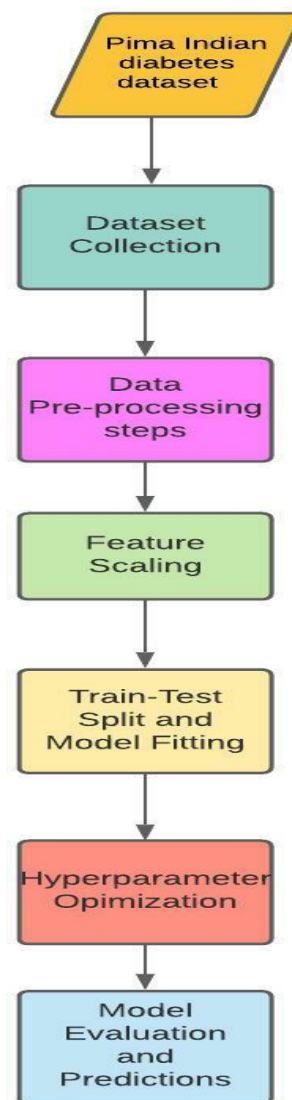 Pima Indian
diabetes
dataset
Dataset
Collection
Data
Pre-processing
steps
Feature
Scaling
Train-Test
Split and
Model Fitting
Hyperparameter
Opimization
Model
Evaluation
and
Predictions